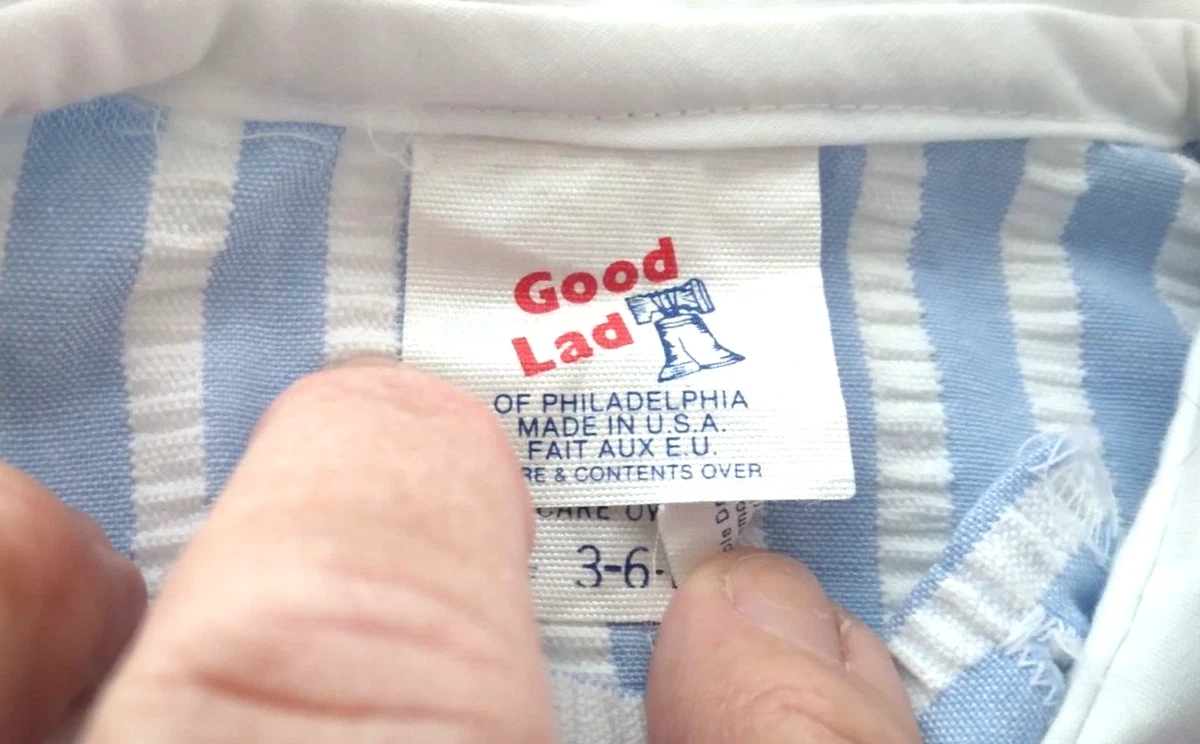 Good
Lad
OF PHILADELPHIA
MADE IN U.S.A.
FAIT AUX E.U.
& CONTENTS OVER
CARE
3-6-